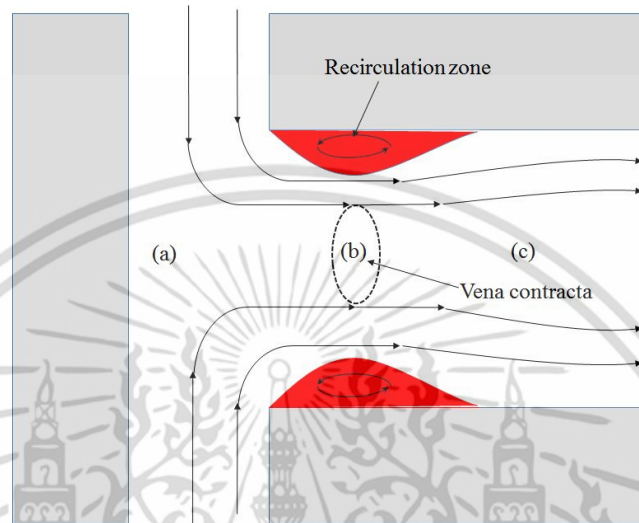 Recirculation zone
(a)
(b)
(c)
Vena contracta